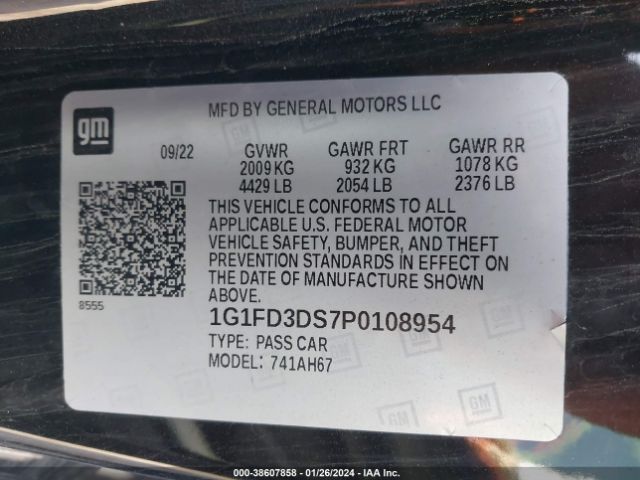 gm
MFD BY GENERAL MOTORS LLC
09/22 GVWR GAWR FRT GAWR RR
2009 KG 932 KG 1078 KG
4429 LB 2054 LB 2376 LB
THIS VEHICLE CONFORMS TO ALL
APPLICABLE U.S. FEDERAL MOTOR
VEHICLE SAFETY, BUMPER, AND THEFT
PREVENTION STANDARDS IN EFFECT ON
THE DATE OF MANUFACTURE SHOWN
ABOVE.
8555
1G1FD3DS7P0108954
TYPE: PASS CAR
MODEL: 741AH67
GM GM GM
000-38607858 - 01/26/2024 - IAA Inc.